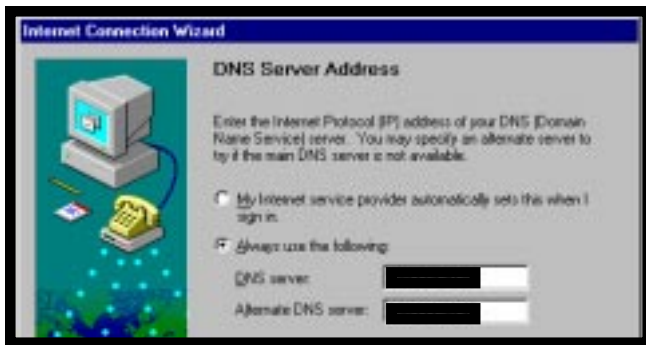 Internet Connection Wizard
DNS Server Address
Enter the Internet Protocol (IP) address of your DNS (Domain
Name Service) server. You may specify an alternate server to
try if the main DNS server is not available.
My Internet service provider automatically sets this when I
sign in.
Always use the following:
DNS server:
Alternate DNS server: